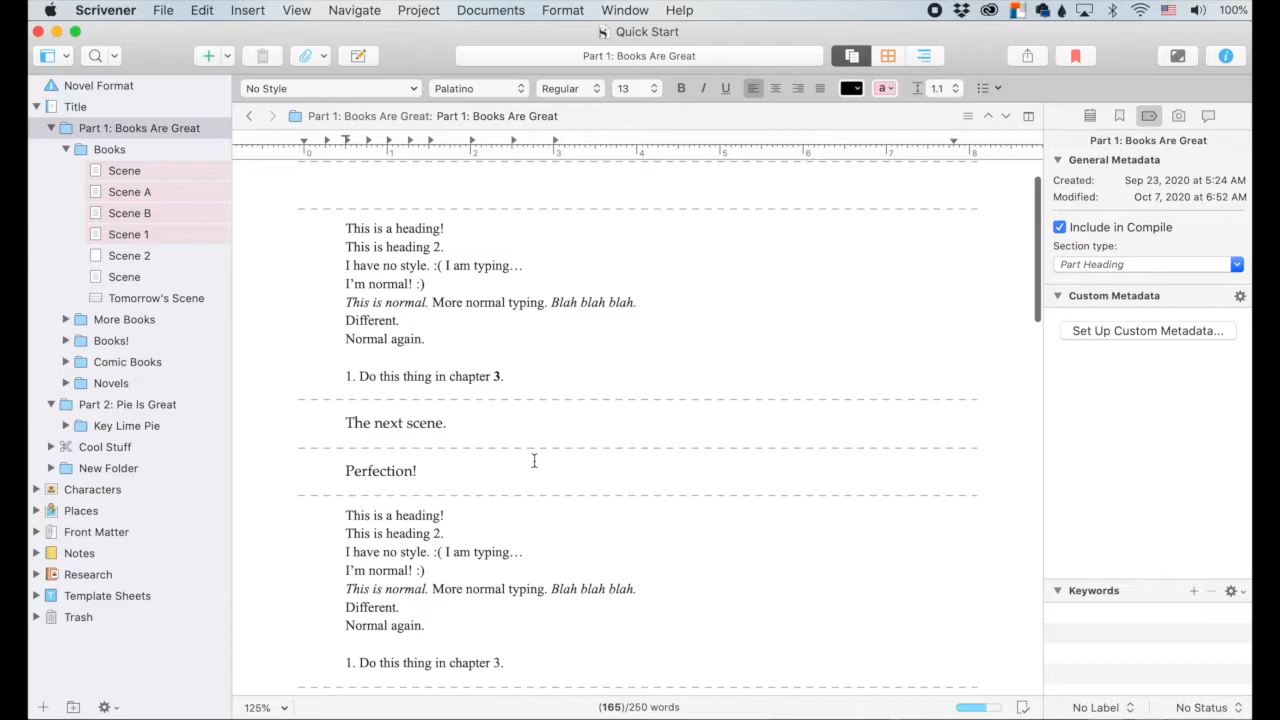 Scrivener File Edit Insert View Navigate Project Documents Format Window Help 100%
Quick Start
Part 1: Books Are Great
No Style Palatino Regular 13 B I U a 1.1
Part 1: Books Are Great: Part 1: Books Are Great
0 1 2 3 4 5 6 7 8
Novel Format
Title
Part 1: Books Are Great
Books
Scene
Scene A
Scene B
Scene 1
Scene 2
Scene
Tomorrow's Scene
More Books
Books!
Comic Books
Novels
Part 2: Pie Is Great
Key Lime Pie
Cool Stuff
New Folder
Characters
Places
Front Matter
Notes
Research
Template Sheets
Trash
This is a heading!
This is heading 2.
I have no style. :( I am typing…
I'm normal! :)
This is normal. More normal typing. Blah blah blah.
Different.
Normal again.
1. Do this thing in chapter 3.
The next scene.
Perfection!
This is a heading!
This is heading 2.
I have no style. :( I am typing…
I'm normal! :)
This is normal. More normal typing. Blah blah blah.
Different.
Normal again.
1. Do this thing in chapter 3.
125%
(165)/250 words
Part 1: Books Are Great
General Metadata
Created: Sep 23, 2020 at 5:24 AM
Modified: Oct 7, 2020 at 6:52 AM
Include in Compile
Section type:
Part Heading
Custom Metadata
Set Up Custom Metadata...
Keywords
No Label No Status